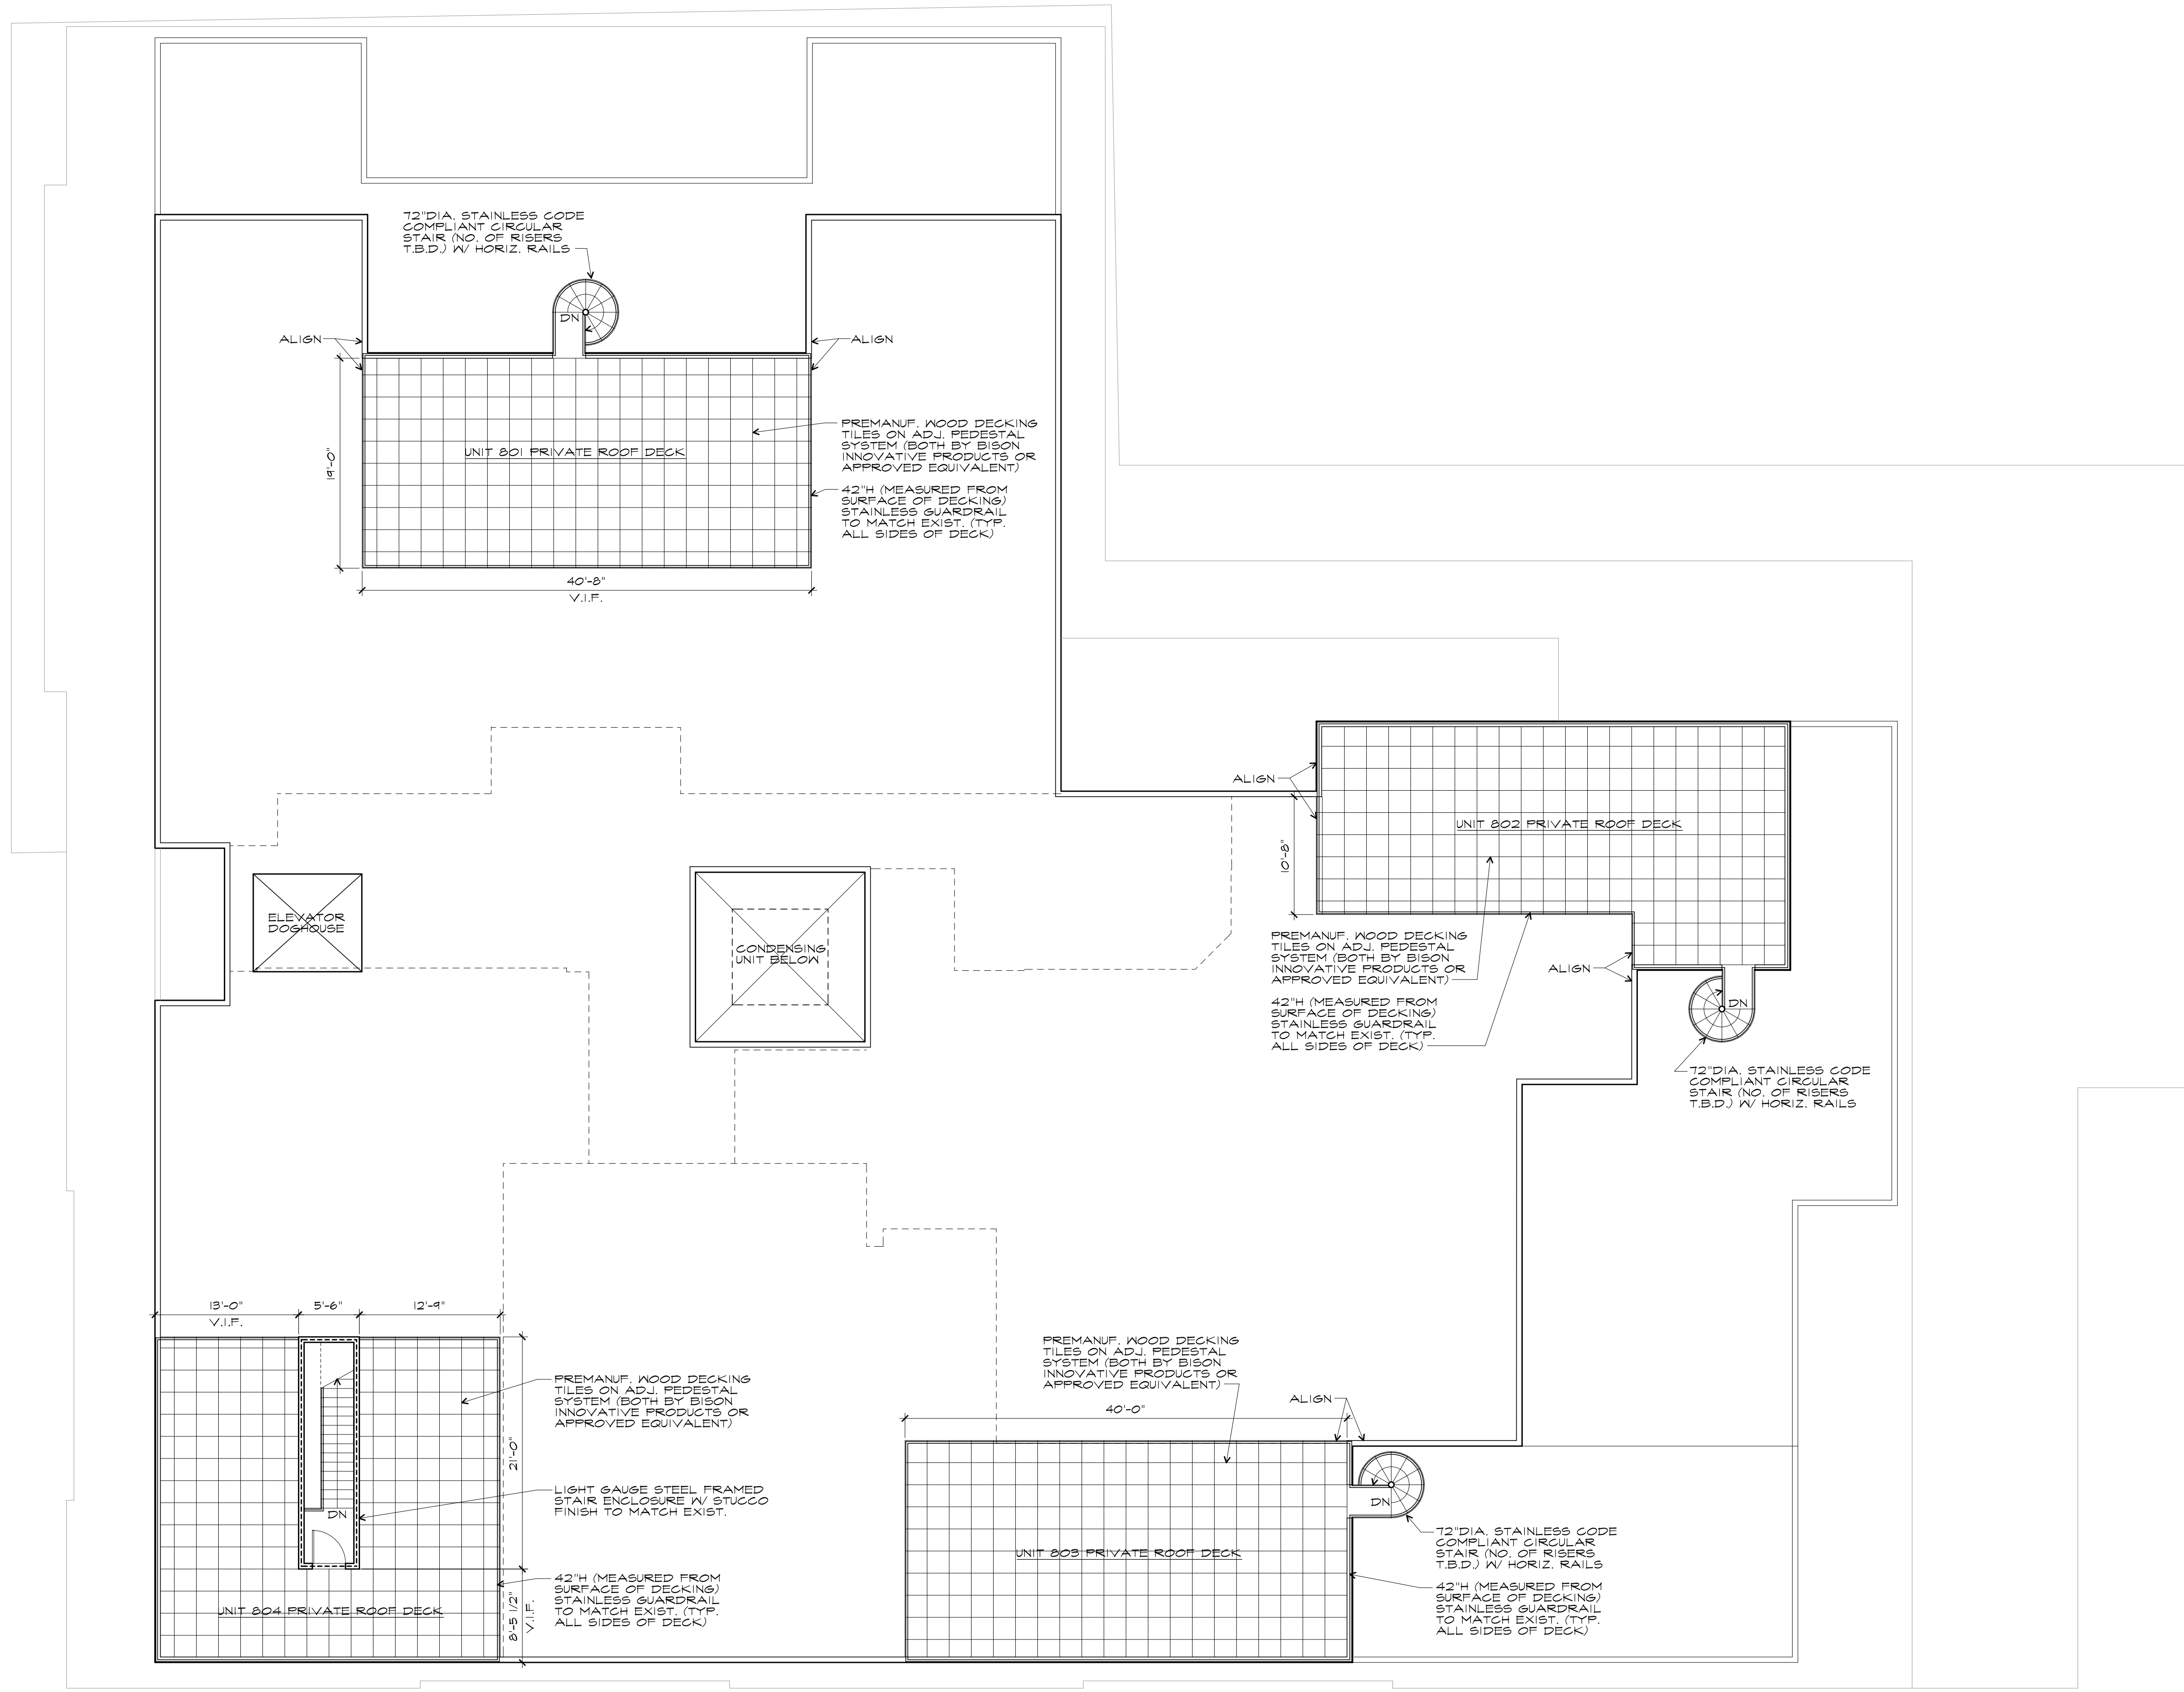 72"DIA. STAINLESS CODE
COMPLIANT CIRCULAR
STAIR (NO. OF RISERS
T.B.D.) W/ HORIZ. RAILS
DN
ALIGN
ALIGN
PREMANUF. WOOD DECKING
TILES ON ADJ. PEDESTAL
SYSTEM (BOTH BY BISON
INNOVATIVE PRODUCTS OR
APPROVED EQUIVALENT)
UNIT 801 PRIVATE ROOF DECK
19'-0"
42"H (MEASURED FROM
SURFACE OF DECKING)
STAINLESS GUARDRAIL
TO MATCH EXIST. (TYP.
ALL SIDES OF DECK)
40'-8"
V.I.F.
ALIGN
UNIT 802 PRIVATE ROOF DECK
10'-8"
ELEVATOR
DOGHOUSE
CONDENSING
UNIT BELOW
PREMANUF. WOOD DECKING
TILES ON ADJ. PEDESTAL
SYSTEM (BOTH BY BISON
INNOVATIVE PRODUCTS OR
APPROVED EQUIVALENT)
ALIGN
42"H (MEASURED FROM
SURFACE OF DECKING)
STAINLESS GUARDRAIL
TO MATCH EXIST. (TYP.
ALL SIDES OF DECK)
DN
72"DIA. STAINLESS CODE
COMPLIANT CIRCULAR
STAIR (NO. OF RISERS
T.B.D.) W/ HORIZ. RAILS
13'-0"
V.I.F.
5'-6"
12'-9"
PREMANUF. WOOD DECKING
TILES ON ADJ. PEDESTAL
SYSTEM (BOTH BY BISON
INNOVATIVE PRODUCTS OR
APPROVED EQUIVALENT)
21'-0"
LIGHT GAUGE STEEL FRAMED
STAIR ENCLOSURE W/ STUCCO
FINISH TO MATCH EXIST.
DN
42"H (MEASURED FROM
SURFACE OF DECKING)
STAINLESS GUARDRAIL
TO MATCH EXIST. (TYP.
ALL SIDES OF DECK)
8'-5 1/2"
V.I.F.
UNIT 804 PRIVATE ROOF DECK
PREMANUF. WOOD DECKING
TILES ON ADJ. PEDESTAL
SYSTEM (BOTH BY BISON
INNOVATIVE PRODUCTS OR
APPROVED EQUIVALENT)
ALIGN
40'-0"
DN
UNIT 803 PRIVATE ROOF DECK
72"DIA. STAINLESS CODE
COMPLIANT CIRCULAR
STAIR (NO. OF RISERS
T.B.D.) W/ HORIZ. RAILS
42"H (MEASURED FROM
SURFACE OF DECKING)
STAINLESS GUARDRAIL
TO MATCH EXIST. (TYP.
ALL SIDES OF DECK)